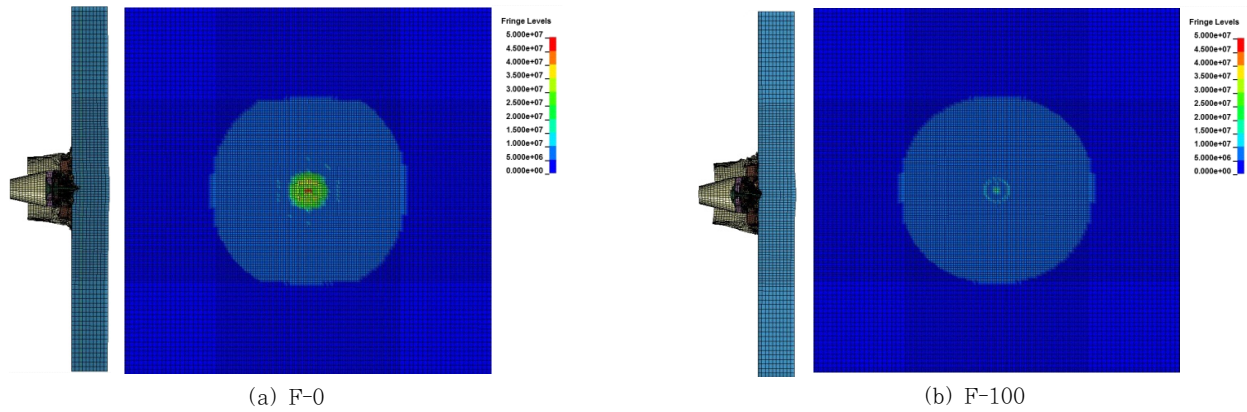 Fringe Levels
5.000e+07
4.500e+07
4.000e+07
3.500e+07
3.000e+07
2.500e+07
2.000e+07
1.500e+07
1.000e+07
5.000e+06
0.000e+00
(a) F-0
Fringe Levels
5.000e+07
4.500e+07
4.000e+07
3.500e+07
3.000e+07
2.500e+07
2.000e+07
1.500e+07
1.000e+07
5.000e+06
0.000e+00
(b) F-100